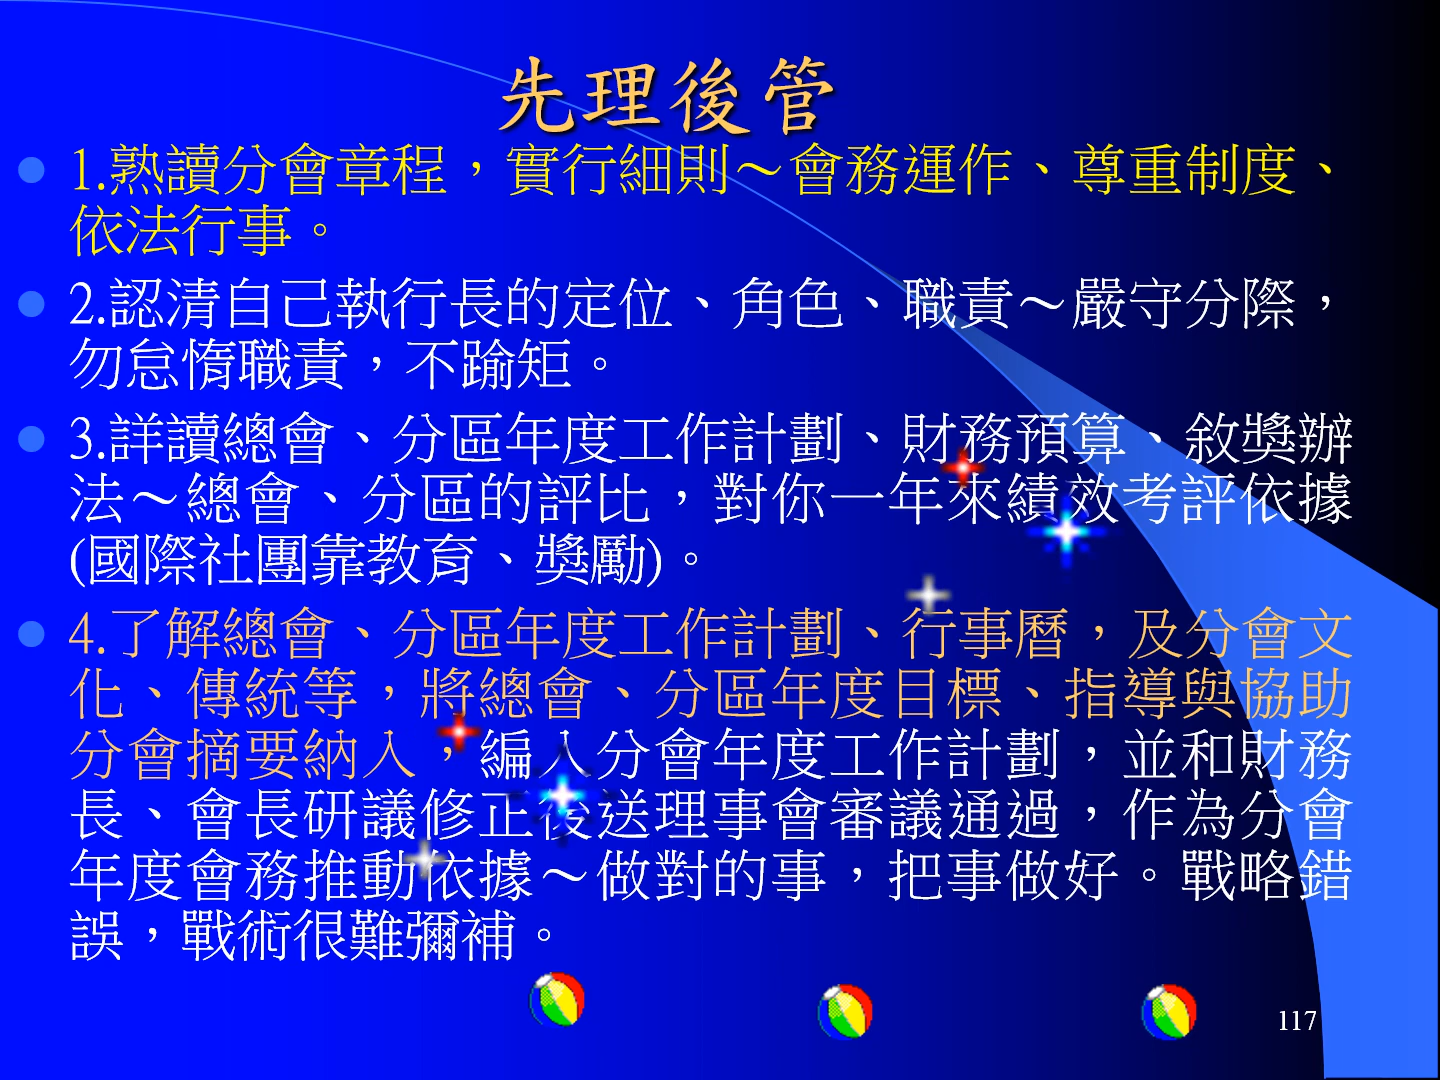 先理後管
1.熟讀分會章程，實行細則～會務運作、尊重制度、
依法行事。
2.認清自己執行長的定位、角色、職責～嚴守分際，
勿怠惰職責，不踰矩。
3.詳讀總會、分區年度工作計劃、財務預算、敘獎辦
法～總會、分區的評比，對你一年來績效考評依據
(國際社團靠教育、獎勵)。
4.了解總會、分區年度工作計劃、行事曆，及分會文
化、傳統等，將總會、分區年度目標、指導與協助
分會摘要納入，編入分會年度工作計劃，並和財務
長、會長研議修正後送理事會審議通過，作為分會
年度會務推動依據～做對的事，把事做好。戰略錯
誤，戰術很難彌補。
117